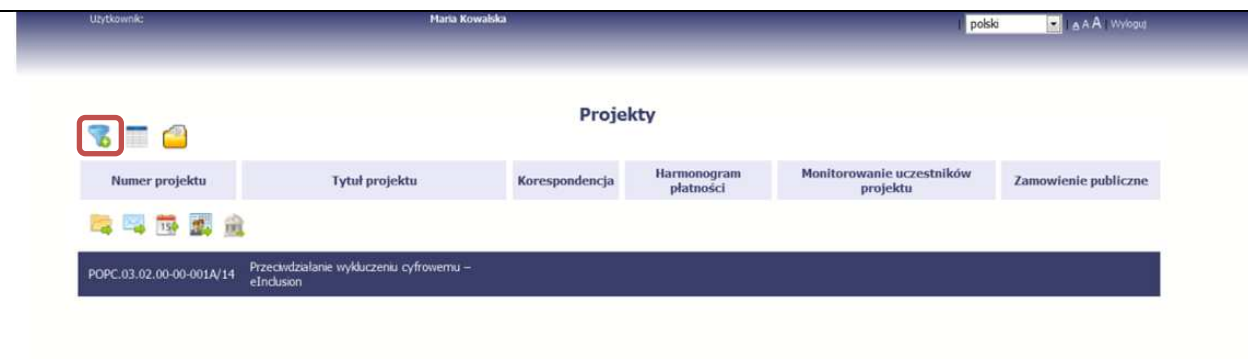 Użytkownik: Maria Kowalska | polski | A A A | Wyloguj
Projekty
Numer projektu Tytuł projektu Korespondencja Harmonogram płatności Monitorowanie uczestników projektu Zamowienie publiczne
15
POPC.03.02.00-00-001A/14 Przeciwdziałanie wykluczeniu cyfrowemu –
eInclusion